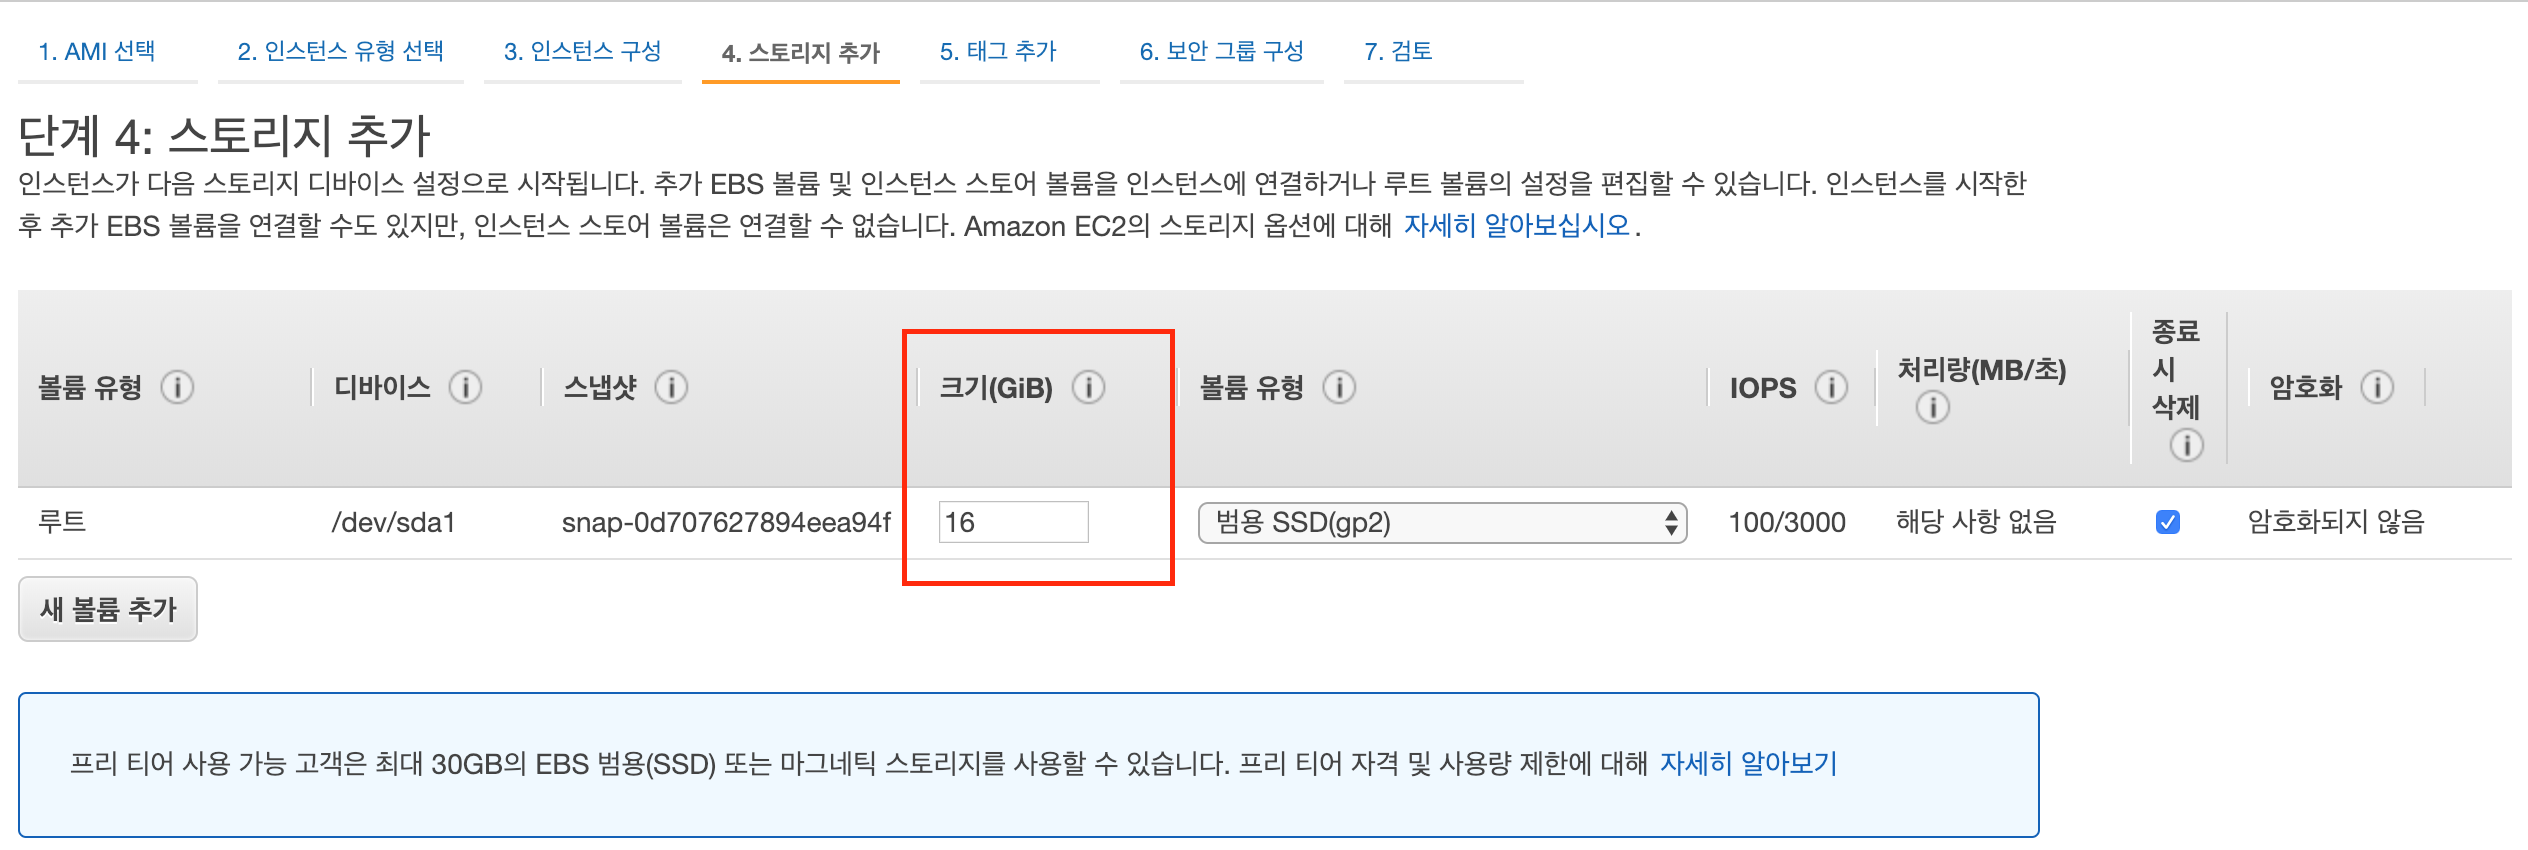 1. AMI 선택
2. 인스턴스 유형 선택
3. 인스턴스 구성
4. 스토리지 추가
5. 태그 추가
6. 보안 그룹 구성
7. 검토
단계 4: 스토리지 추가
인스턴스가 다음 스토리지 디바이스 설정으로 시작됩니다. 추가 EBS 볼륨 및 인스턴스 스토어 볼륨을 인스턴스에 연결하거나 루트 볼륨의 설정을 편집할 수 있습니다. 인스턴스를 시작한
후 추가 EBS 볼륨을 연결할 수도 있지만, 인스턴스 스토어 볼륨은 연결할 수 없습니다. Amazon EC2의 스토리지 옵션에 대해 자세히 알아보십시오.
볼륨 유형
디바이스
스냅샷
크기(GiB)
볼륨 유형
IOPS
처리량(MB/초)
종료
시
삭제
암호화
루트
/dev/sda1
snap-0d707627894eea94f
16
범용 SSD(gp2)
100/3000
해당 사항 없음
암호화되지 않음
새 볼륨 추가
프리 티어 사용 가능 고객은 최대 30GB의 EBS 범용(SSD) 또는 마그네틱 스토리지를 사용할 수 있습니다. 프리 티어 자격 및 사용량 제한에 대해 자세히 알아보기